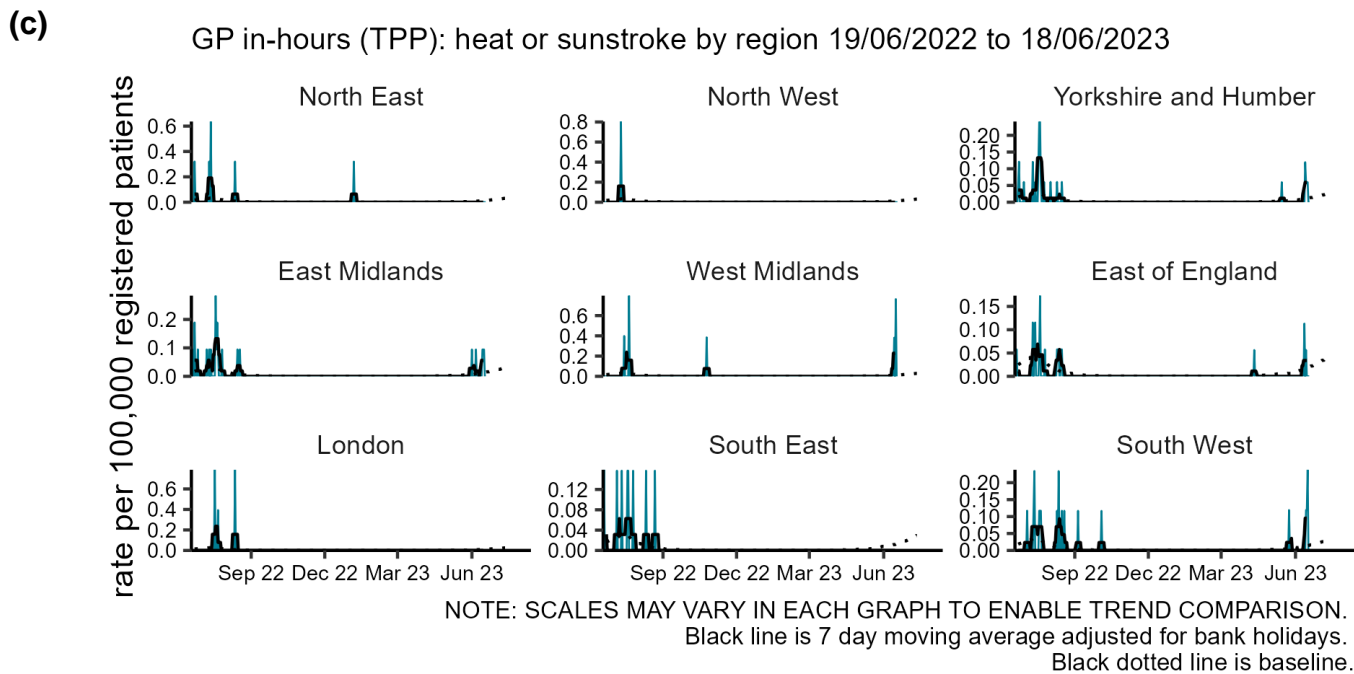 (c)
GP in-hours (TPP): heat or sunstroke by region 19/06/2022 to 18/06/2023
rate per 100,000 registered patients
North East
0.6
0.4
0.2
0.0
North West
0.8
0.6
0.4
0.2
0.0
Yorkshire and Humber
0.20
0.15
0.10
0.05
0.00
East Midlands
0.2
0.1
0.0
West Midlands
0.6
0.4
0.2
0.0
East of England
0.15
0.10
0.05
0.00
London
0.6
0.4
0.2
0.0
South East
0.12
0.08
0.04
0.00
South West
0.20
0.15
0.10
0.05
0.00
Sep 22 Dec 22 Mar 23 Jun 23
Sep 22 Dec 22 Mar 23 Jun 23
Sep 22 Dec 22 Mar 23 Jun 23
NOTE: SCALES MAY VARY IN EACH GRAPH TO ENABLE TREND COMPARISON.
Black line is 7 day moving average adjusted for bank holidays.
Black dotted line is baseline.